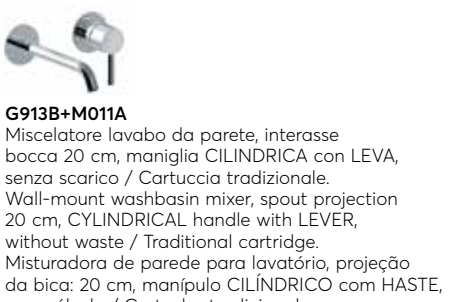 G913B+M011A
Miscelatore lavabo da parete, interasse
bocca 20 cm, maniglia CILINDRICA con LEVA,
senza scarico / Cartuccia tradizionale.
Wall-mount washbasin mixer, spout projection
20 cm, CYLINDRICAL handle with LEVER,
without waste / Traditional cartridge.
Misturadora de parede para lavatório, projeção
da bica: 20 cm, manípulo CILÍNDRICO com HASTE,